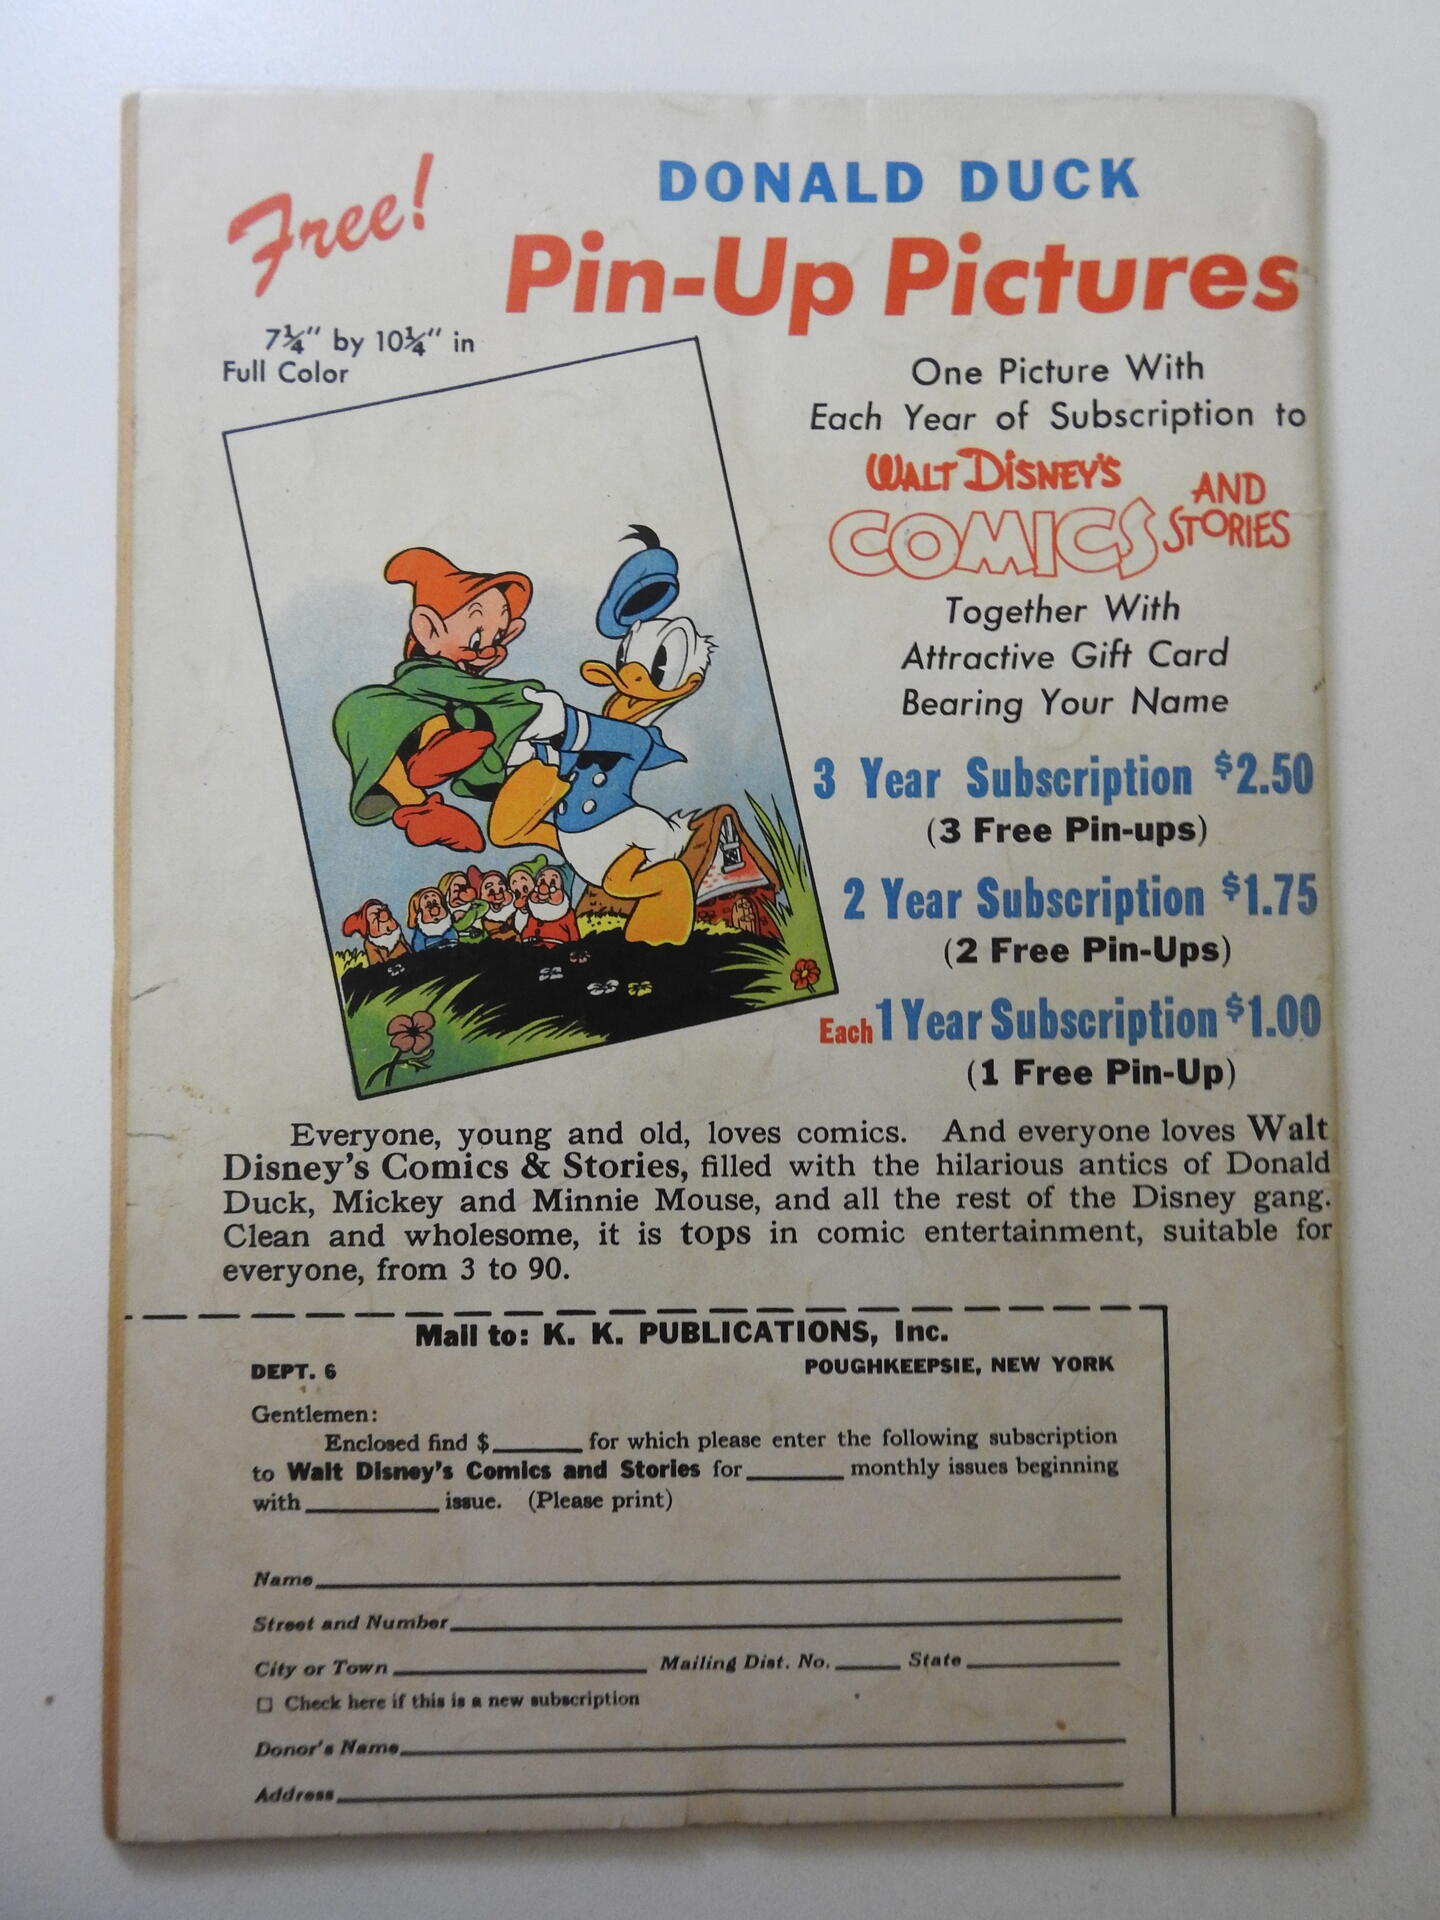 Free!
DONALD DUCK
Pin-Up Pictures
7¼" by 10¼" in
Full Color
One Picture With
Each Year of Subscription to
WALT DISNEY'S
COMICS AND
STORIES
Together With
Attractive Gift Card
Bearing Your Name
3 Year Subscription $2.50
(3 Free Pin-ups)
2 Year Subscription $1.75
(2 Free Pin-Ups)
Each 1 Year Subscription $1.00
(1 Free Pin-Up)
Everyone, young and old, loves comics. And everyone loves Walt
Disney's Comics & Stories, filled with the hilarious antics of Donald
Duck, Mickey and Minnie Mouse, and all the rest of the Disney gang.
Clean and wholesome, it is tops in comic entertainment, suitable for
everyone, from 3 to 90.
Mail to: K. K. PUBLICATIONS, Inc.
DEPT. 6 POUGHKEEPSIE, NEW YORK
Gentlemen:
Enclosed find $______ for which please enter the following subscription
to Walt Disney's Comics and Stories for______ monthly issues beginning
with________ issue. (Please print)
Name
Street and Number
City or Town Mailing Dist. No. State
☐ Check here if this is a new subscription
Donor's Name
Address